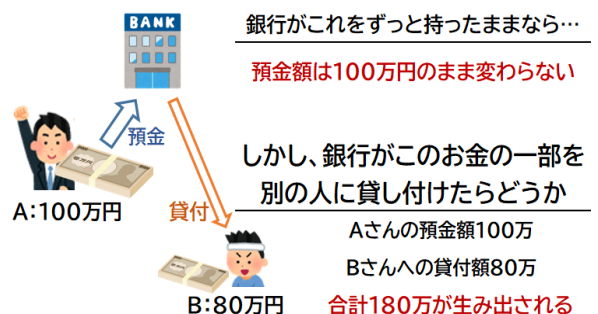 BANK
銀行がこれをずっと持ったままなら…
預金額は100万円のまま変わらない
預金
A:100万円
しかし、銀行がこのお金の一部を
別の人に貸し付けたらどうか
貸付
Aさんの預金額100万
Bさんへの貸付額80万
B:80万円
合計180万が生み出される